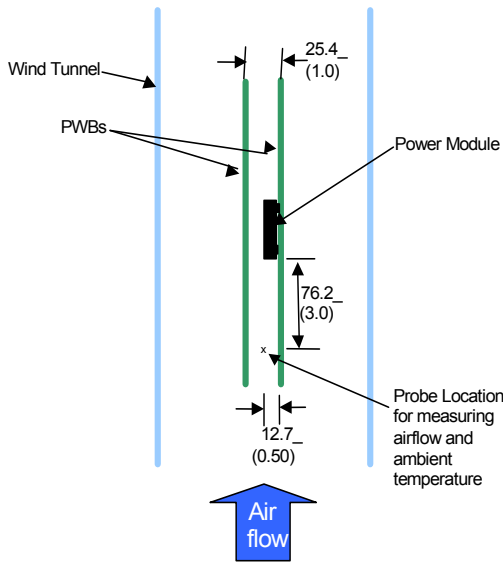 25.4_
(1.0)
Wind Tunnel
PWBs
Power Module
76.2_
(3.0)
x
Probe Location
for measuring
airflow and
ambient
temperature
12.7_
(0.50)
Air
flow